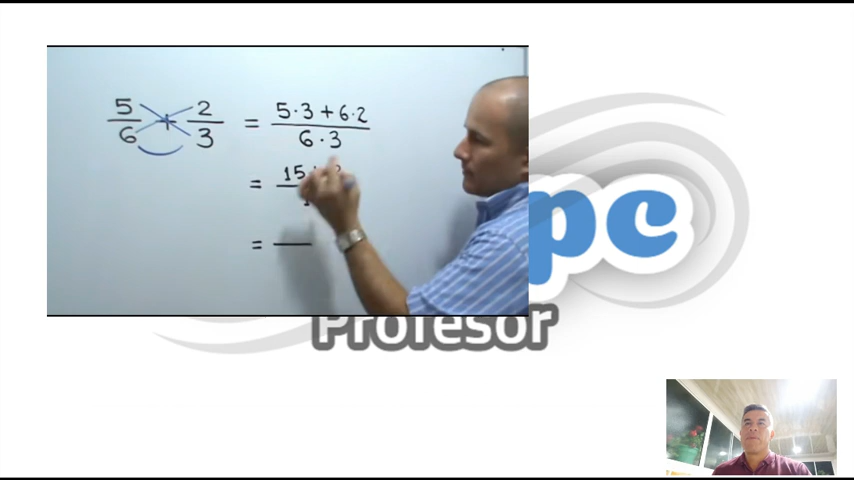 5/6 + 2/3 = (5·3 + 6·2)/(6·3)
= 15
=
pc
Profesor